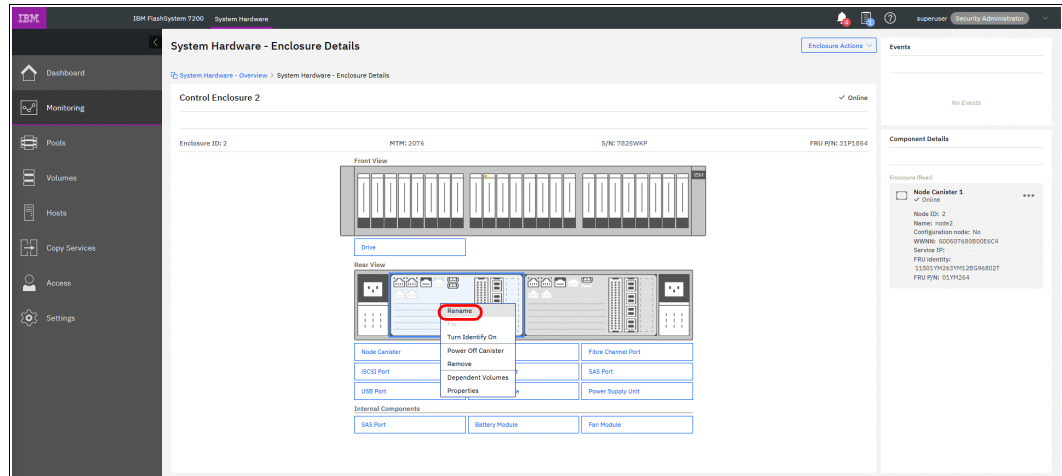 IBM
IBM FlashSystem 7200 System Hardware
4
1
superuser Security Administrator
System Hardware - Enclosure Details
Enclosure Actions
System Hardware - Overview > System Hardware - Enclosure Details
Dashboard
Monitoring
Pools
Volumes
Hosts
Copy Services
Access
Settings
Control Enclosure 2
Online
Enclosure ID: 2 MTM: 2076 S/N: 7826WKP FRU P/N: 31P1864
Front View
IBM
Drive
Rear View
Rename
Fix
Turn Identify On
Power Off Canister
Remove
Dependent Volumes
Properties
Node Canister
Fibre Channel Port
iSCSI Port
SAS Port
USB Port
Power Supply Unit
Internal Components
SAS Port Battery Module Fan Module
Events
No Events
Component Details
Enclosure (Rear)
Node Canister 1
Online
Node ID: 2
Name: node2
Configuration node: No
WWNN: 500507680B00E6C4
Service IP:
FRU identity:
11S01YM263YM12BG96802T
FRU P/N: 01YM264